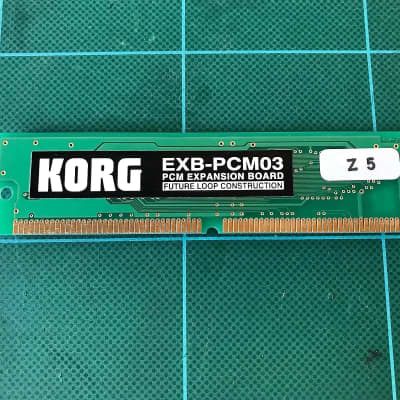 KORG
EXB-PCM03
PCM EXPANSION BOARD
FUTURE LOOP CONSTRUCTION
Z 5